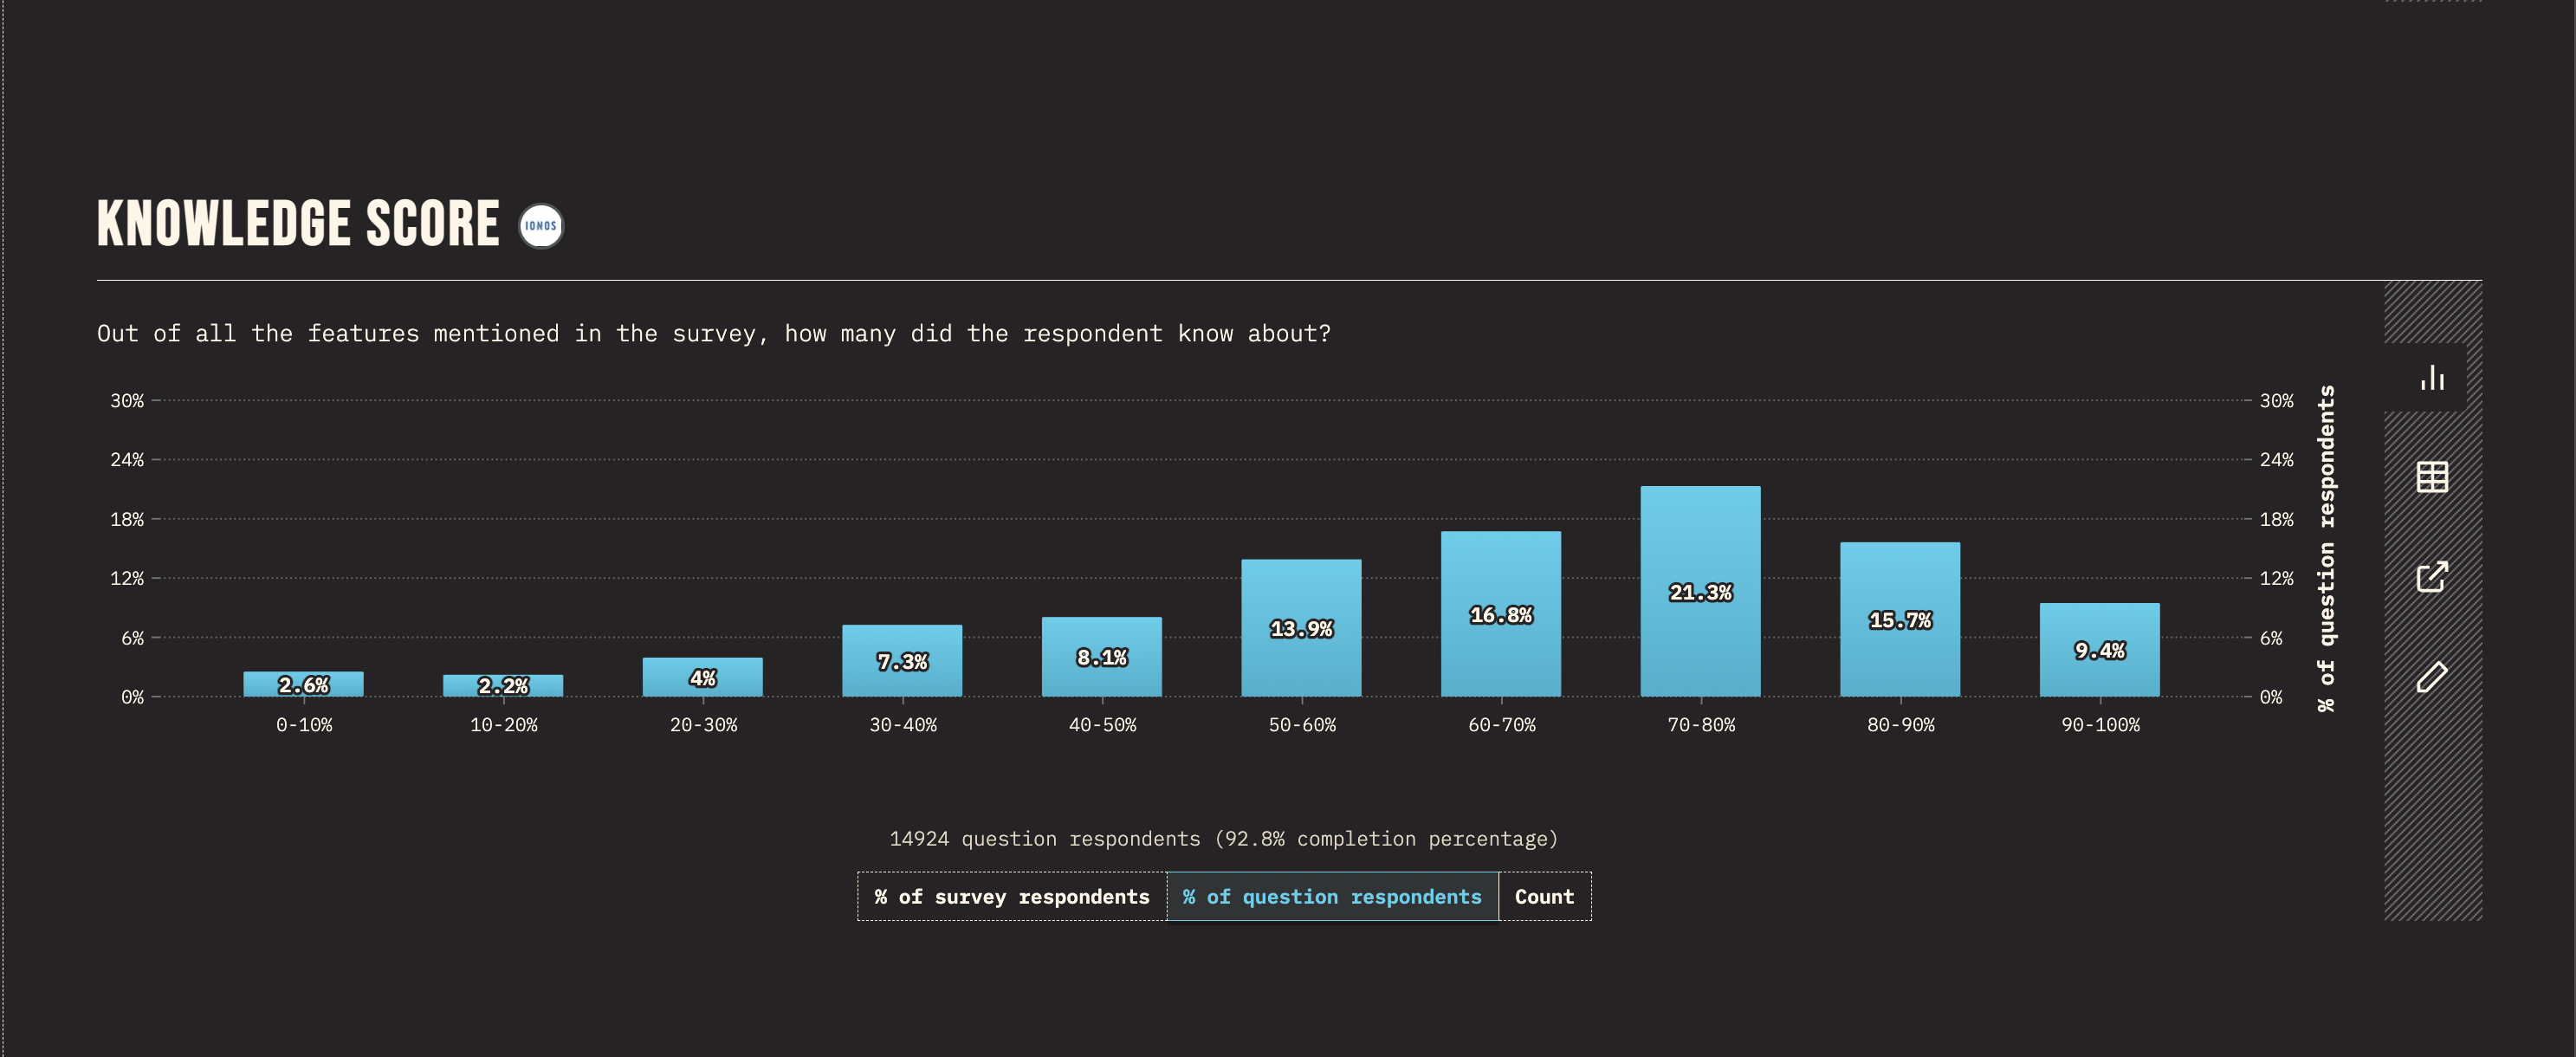 KNOWLEDGE SCORE IONOS
Out of all the features mentioned in the survey, how many did the respondent know about?
30% 30%
24% 24%
18% 18%
12% 12%
6% 6%
0% 0%
2.6% 2.2% 4% 7.3% 8.1% 13.9% 16.8% 21.3% 15.7% 9.4%
0-10% 10-20% 20-30% 30-40% 40-50% 50-60% 60-70% 70-80% 80-90% 90-100%
% of question respondents
14924 question respondents (92.8% completion percentage)
% of survey respondents % of question respondents Count